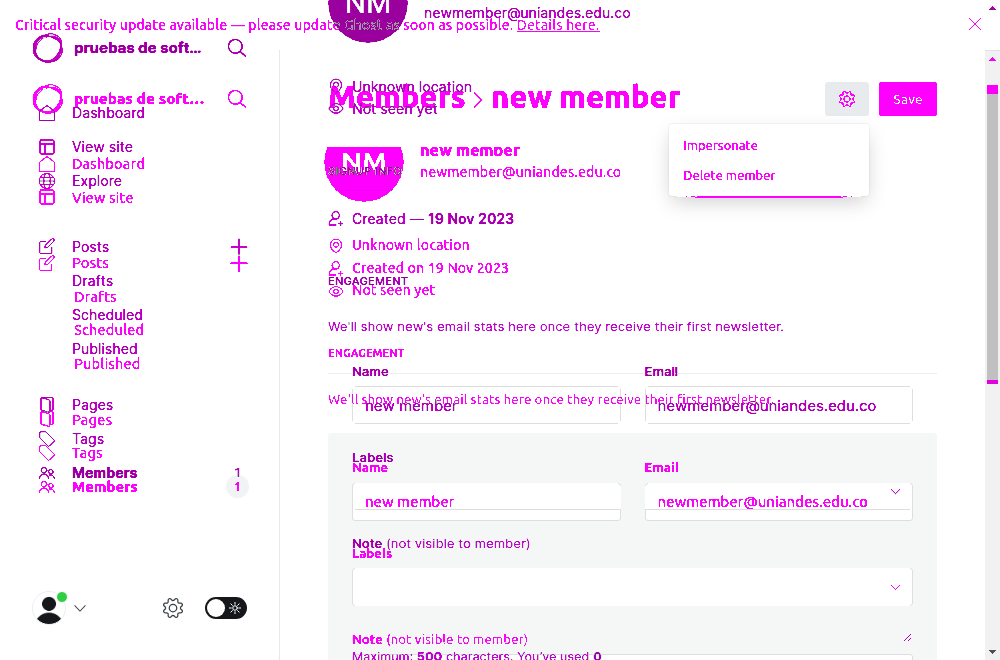 newmember@uniandes.edu.co
Critical security update available — please update Ghost as soon as possible. Details here.
NM
pruebas de soft...
pruebas de soft...
Dashboard
View site
Dashboard
Explore
View site
Posts
Posts
Drafts
Drafts
Scheduled
Scheduled
Published
Published
Pages
Pages
Tags
Tags
Members 1
Members 1
Unknown location
Members > new member
Not seen yet
Save
Impersonate
Delete member
NM
new member
newmember@uniandes.edu.co
SIGNUP INFO
Created — 19 Nov 2023
Unknown location
Created on 19 Nov 2023
ENGAGEMENT
Not seen yet
We'll show new's email stats here once they receive their first newsletter.
ENGAGEMENT
Name Email
We'll show new's email stats here once they receive their first newsletter.
new member newmember@uniandes.edu.co
Labels
Name Email
new member newmember@uniandes.edu.co
Note (not visible to member)
Labels
Note (not visible to member)
Maximum: 500 characters. You've used 0